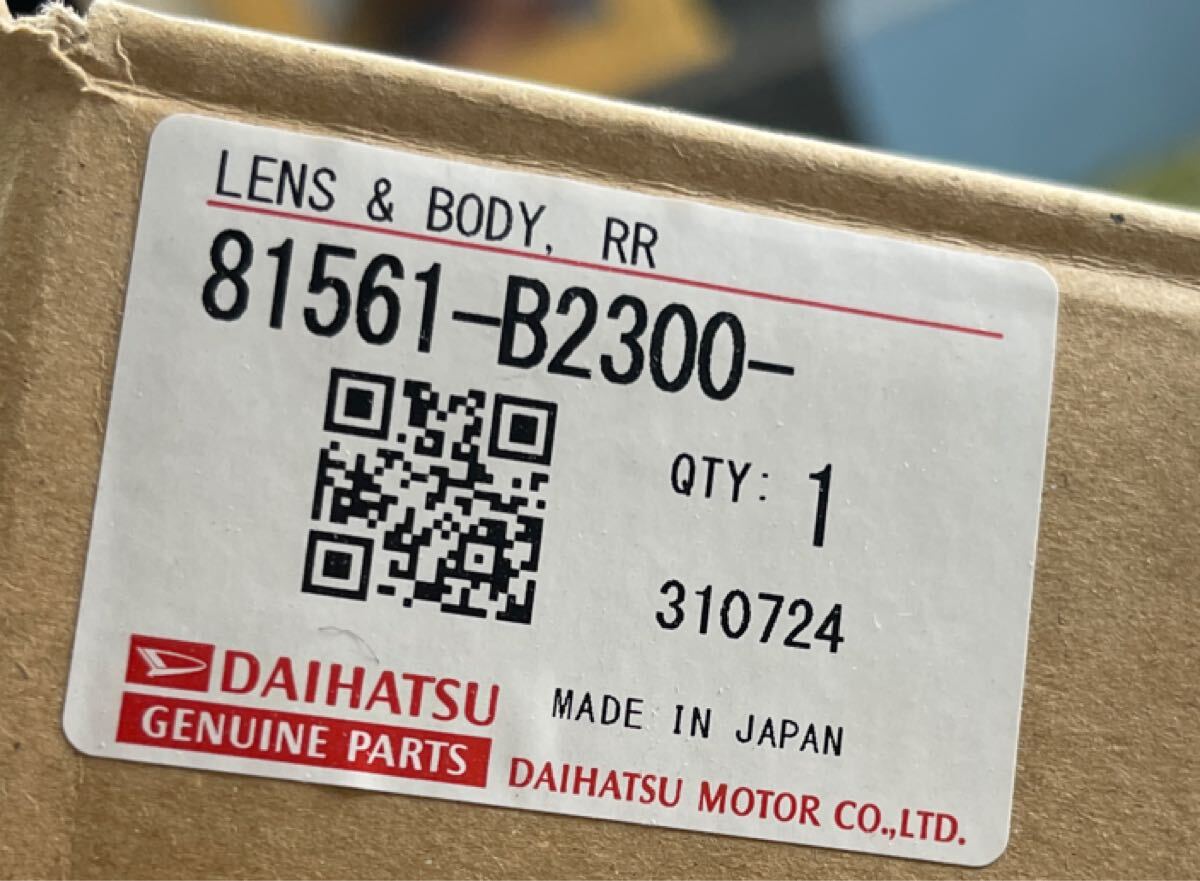 LENS & BODY, RR
81561-B2300-
QTY: 1
310724
DAIHATSU
GENUINE PARTS
MADE IN JAPAN
DAIHATSU MOTOR CO.,LTD.